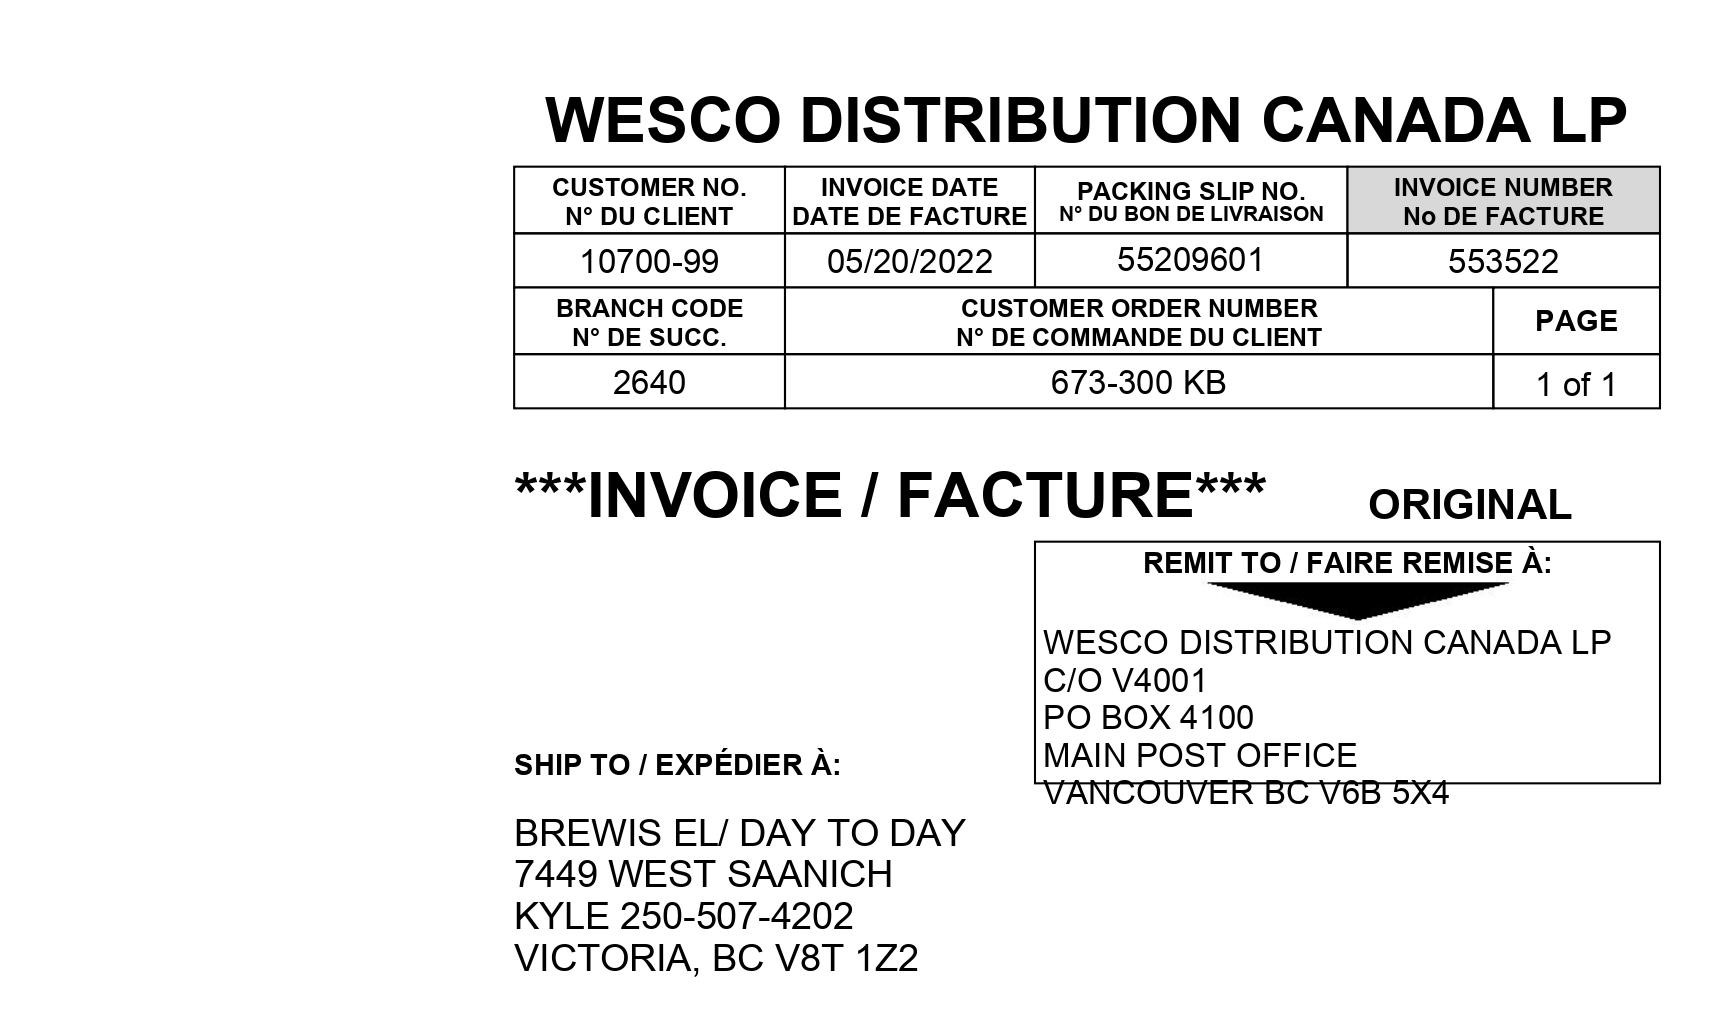 WESCO DISTRIBUTION CANADA LP
CUSTOMER NO. INVOICE DATE PACKING SLIP NO. INVOICE NUMBER
N° DU CLIENT DATE DE FACTURE N° DU BON DE LIVRAISON No DE FACTURE
10700-99 05/20/2022 55209601 553522
BRANCH CODE CUSTOMER ORDER NUMBER PAGE
N° DE SUCC. N° DE COMMANDE DU CLIENT
2640 673-300 KB 1 of 1
***INVOICE / FACTURE*** ORIGINAL
REMIT TO / FAIRE REMISE À:
WESCO DISTRIBUTION CANADA LP
C/O V4001
PO BOX 4100
MAIN POST OFFICE
VANCOUVER BC V6B 5X4
SHIP TO / EXPÉDIER À:
BREWIS EL/ DAY TO DAY
7449 WEST SAANICH
KYLE 250-507-4202
VICTORIA, BC V8T 1Z2